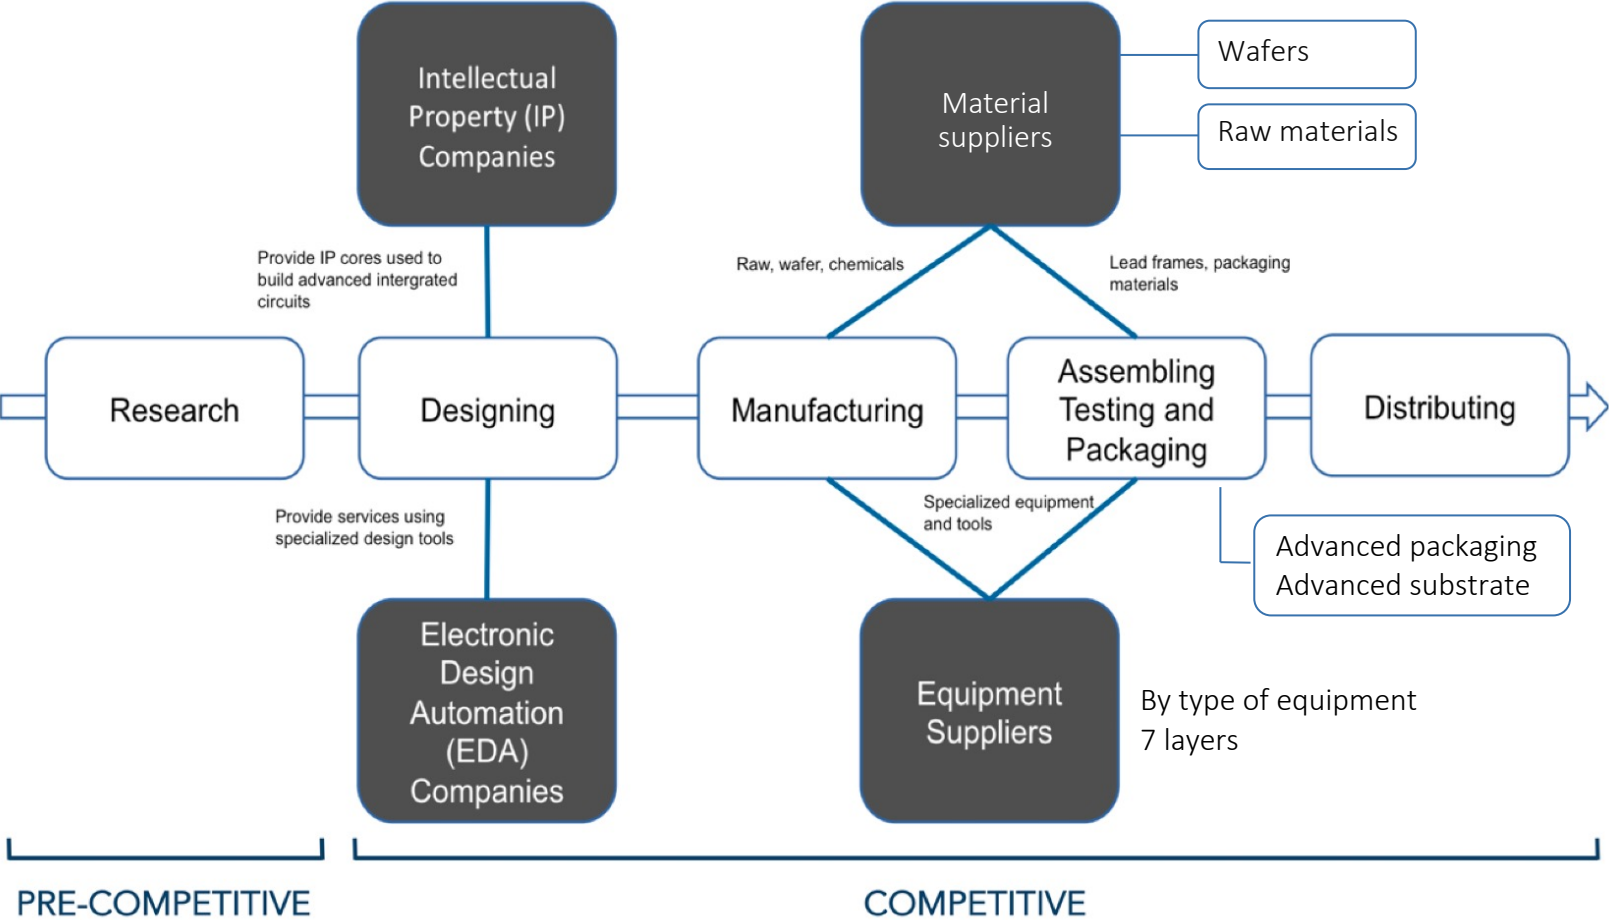 Intellectual
Property (IP)
Companies
Material
suppliers
Wafers
Raw materials
Provide IP cores used to
build advanced intergrated
circuits
Raw, wafer, chemicals
Lead frames, packaging
materials
Research
Designing
Manufacturing
Assembling
Testing and
Packaging
Distributing
Provide services using
specialized design tools
Specialized equipment
and tools
Advanced packaging
Advanced substrate
Electronic
Design
Automation
(EDA)
Companies
Equipment
Suppliers
By type of equipment
7 layers
PRE-COMPETITIVE
COMPETITIVE